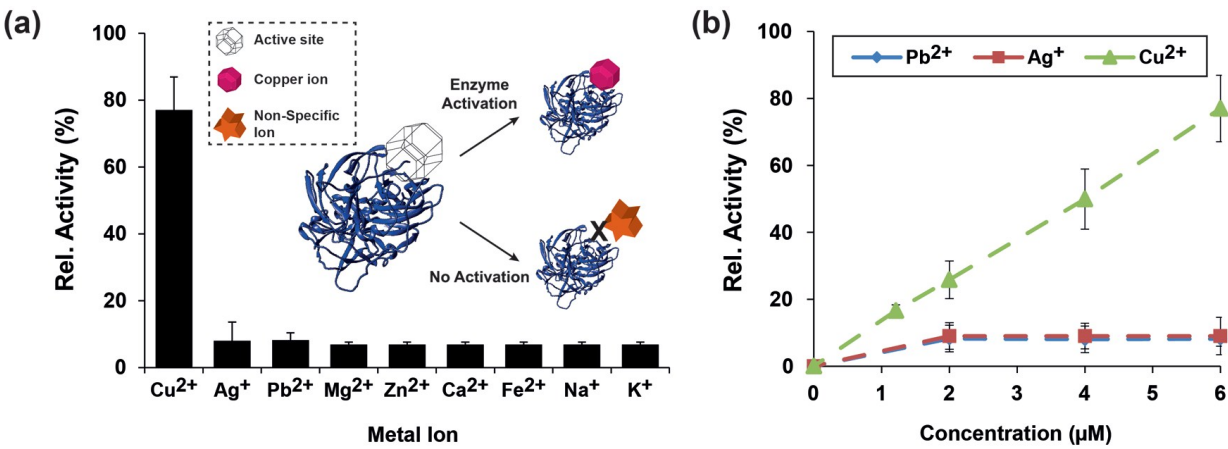 (a)
100
80
60
40
20
0
Rel. Activity (%)
Active site
Copper ion
Non-Specific
Ion
Enzyme
Activation
X
No Activation
Cu2+ Ag+ Pb2+ Mg2+ Zn2+ Ca2+ Fe2+ Na+ K+
Metal Ion
(b)
100
80
60
40
20
0
Rel. Activity (%)
Pb2+ Ag+ Cu2+
0 1 2 3 4 5 6
Concentration (µM)